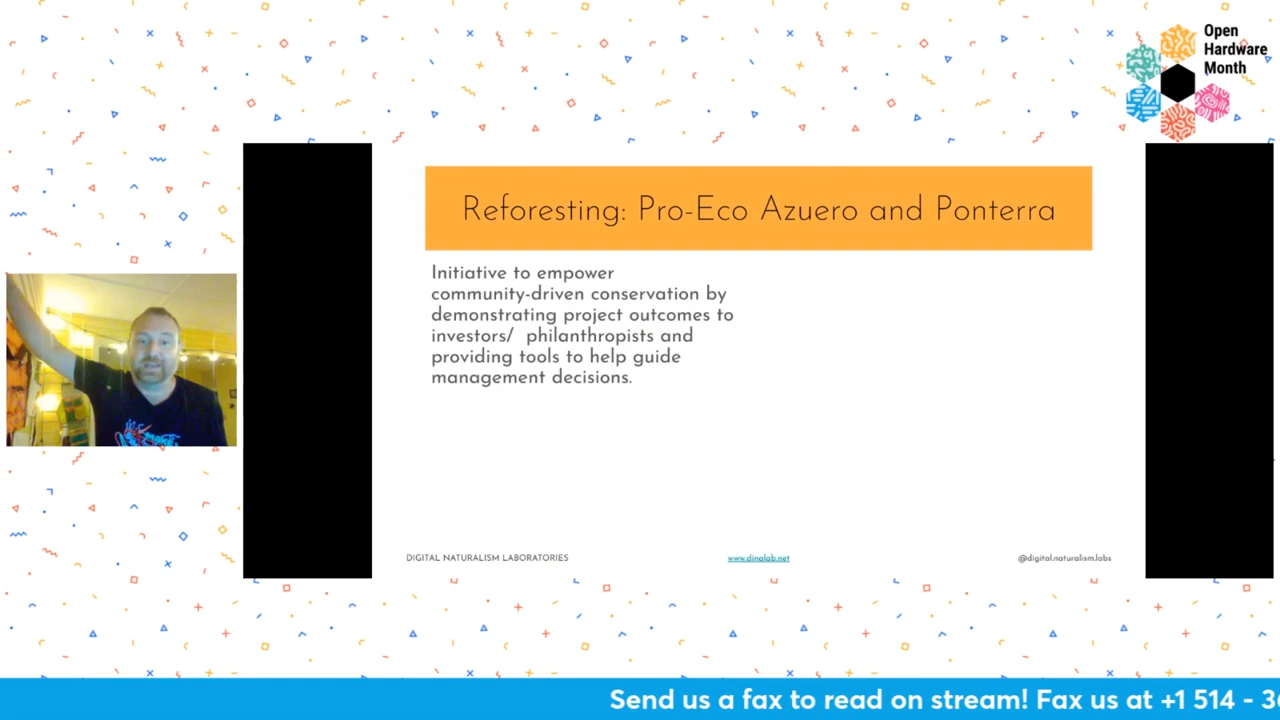 Open
Hardware
Month
Reforesting: Pro-Eco Azuero and Ponterra
Initiative to empower
community-driven conservation by
demonstrating project outcomes to
investors/  philanthropists and
providing tools to help guide
management decisions.
DIGITAL NATURALISM LABORATORIES
www.dinalab.net
@digital.naturalism.labs
Send us a fax to read on stream! Fax us at +1 514 - 3